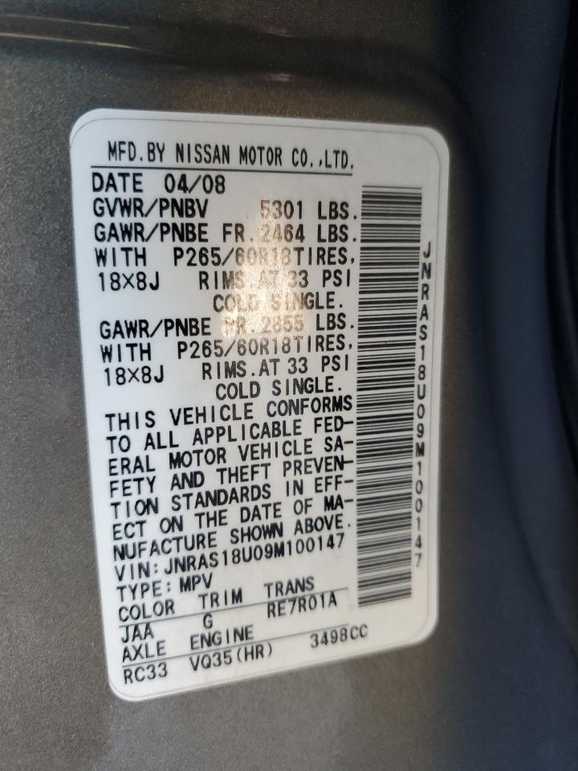 MFD.BY NISSAN MOTOR CO.,LTD.
DATE 04/08
GVWR/PNBV 5301 LBS.
GAWR/PNBE FR.2464 LBS.
WITH P265/60R18TIRES,
18×8J RIMS.AT 33 PSI
COLD SINGLE.
GAWR/PNBE RR.2855 LBS.
WITH P265/60R18TIRES,
18×8J RIMS.AT 33 PSI
COLD SINGLE.
THIS VEHICLE CONFORMS
TO ALL APPLICABLE FED-
ERAL MOTOR VEHICLE SA-
FETY AND THEFT PREVEN-
TION STANDARDS IN EFF-
ECT ON THE DATE OF MA-
NUFACTURE SHOWN ABOVE.
VIN:JNRAS18U09M100147
TYPE:MPV
COLOR TRIM TRANS
JAA G RE7R01A
AXLE ENGINE
RC33 VQ35(HR) 3498CC
JNRAS18U09M100147